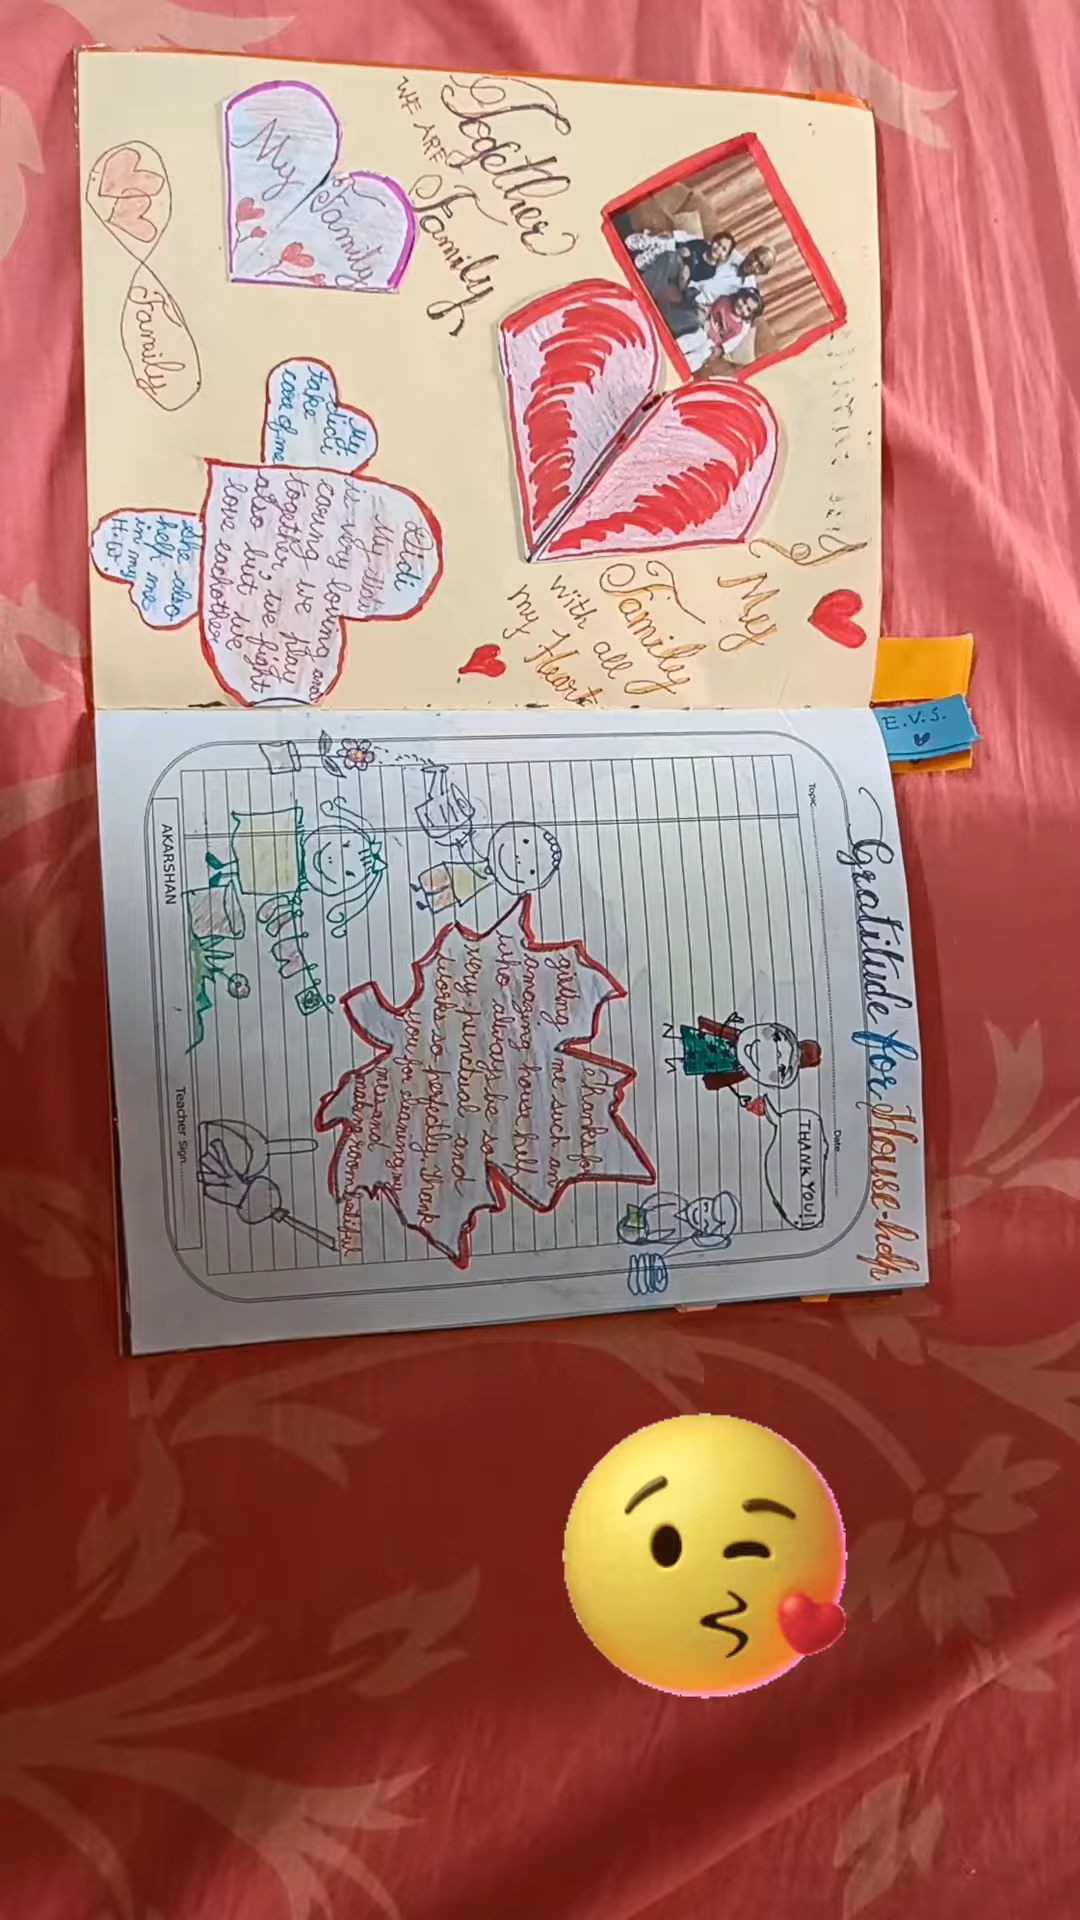 Together
WE ARE
Family
My
Family
Family
I
My
Family
with all
my Heart
Didi
My Didi
is very loving and
caring we play
together, we fight
also but we
love eachother
My
didi
take
care of me
She also
help me
in my
H.W.
E.V.S.
Gratitude for House-help
Topic
Date
THANK YOU!!
Thanks for
giving me such an
amazing house help
who always be so
very punctual and
works so perfectly. Thank
you for cleaning my
mess and
making room beautiful
AKARSHAN
Teacher Sign